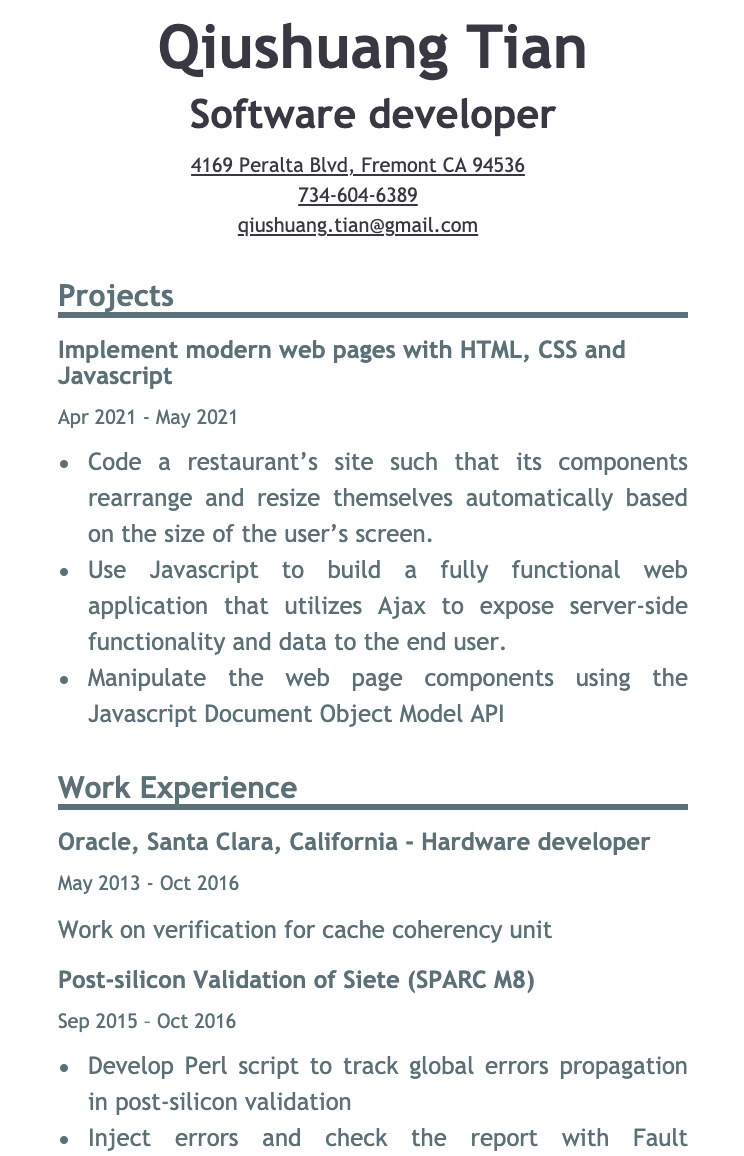 Qiushuang Tian
Software developer
4169 Peralta Blvd, Fremont CA 94536
734-604-6389
qiushuang.tian@gmail.com
Projects
Implement modern web pages with HTML, CSS and
Javascript
Apr 2021 - May 2021
• Code a restaurant’s site such that its components
rearrange and resize themselves automatically based
on the size of the user’s screen.
• Use Javascript to build a fully functional web
application that utilizes Ajax to expose server-side
functionality and data to the end user.
• Manipulate the web page components using the
Javascript Document Object Model API
Work Experience
Oracle, Santa Clara, California - Hardware developer
May 2013 - Oct 2016
Work on verification for cache coherency unit
Post-silicon Validation of Siete (SPARC M8)
Sep 2015 – Oct 2016
• Develop Perl script to track global errors propagation
in post-silicon validation
• Inject errors and check the report with Fault